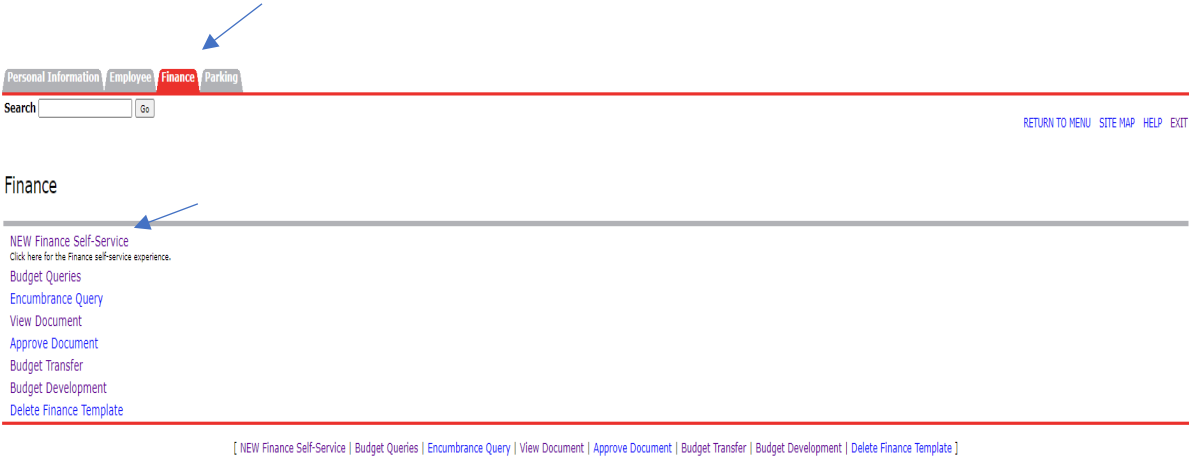 Personal Information Employee Finance Parking
Search Go
RETURN TO MENU SITE MAP HELP EXIT
Finance
NEW Finance Self-Service
Click here for the Finance self-service experience.
Budget Queries
Encumbrance Query
View Document
Approve Document
Budget Transfer
Budget Development
Delete Finance Template
[ NEW Finance Self-Service | Budget Queries | Encumbrance Query | View Document | Approve Document | Budget Transfer | Budget Development | Delete Finance Template ]